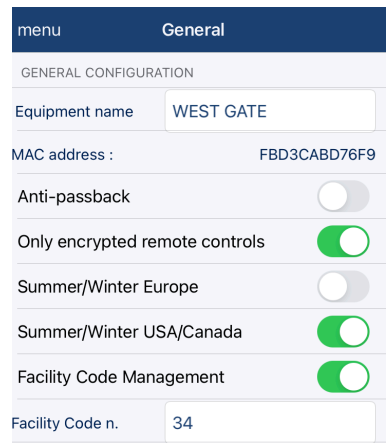 menu General
GENERAL CONFIGURATION
Equipment name WEST GATE
MAC address : FBD3CABD76F9
Anti-passback
Only encrypted remote controls
Summer/Winter Europe
Summer/Winter USA/Canada
Facility Code Management
Facility Code n. 34